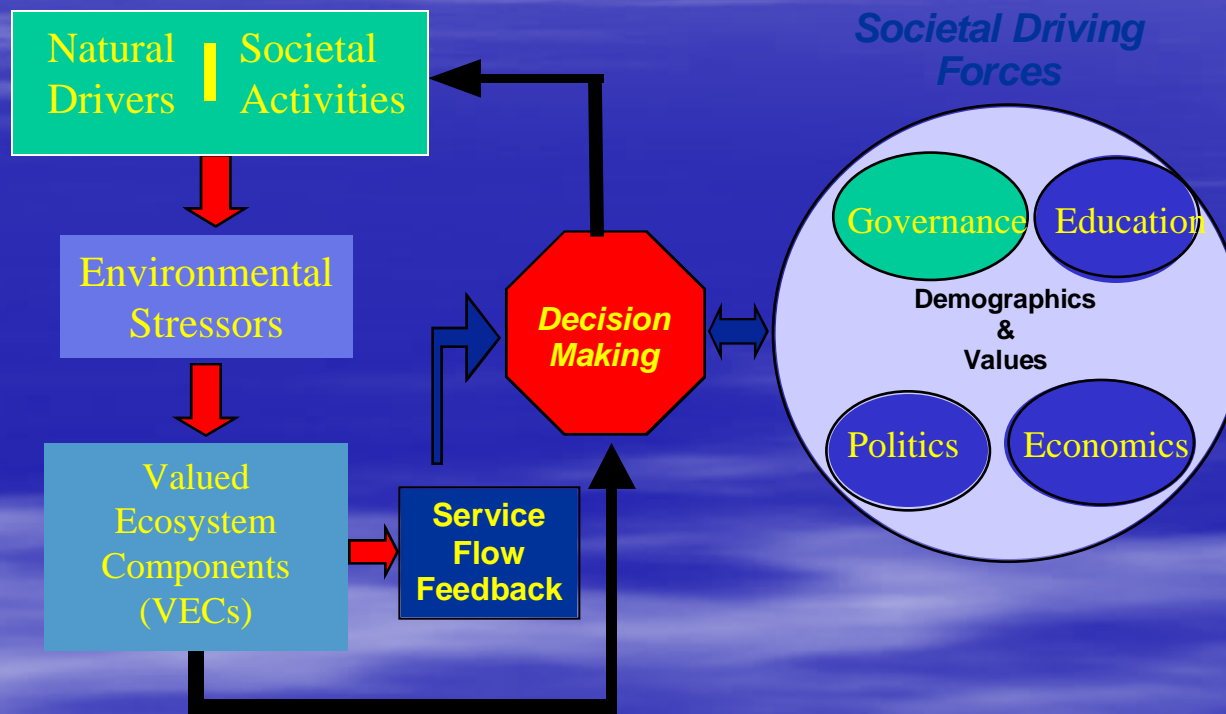 Natural
Drivers
Societal
Activities
Societal Driving
Forces
Governance
Education
Environmental
Stressors
Decision
Making
Demographics
&
Values
Politics
Economics
Valued
Ecosystem
Components
(VECs)
Service
Flow
Feedback